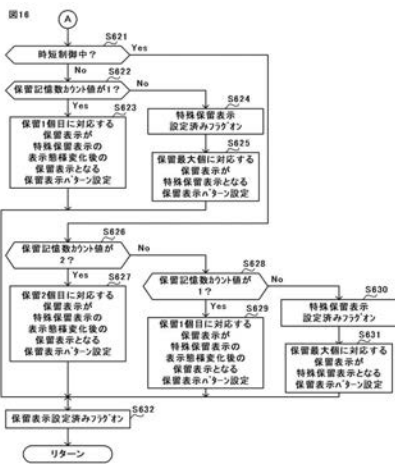 図16
A
S621
時短制御中?
Yes
No
S622
保留記憶数カウント値が1?
No
Yes
S623
保留1個目に対応する
保留表示が
特殊保留表示の
表示態様変化後の
保留表示となる
保留表示パターン設定
S624
特殊保留表示
設定済みフラグオン
S625
保留最大個に対応する
保留表示が
特殊保留表示となる
保留表示パターン設定
S626
保留記憶数カウント値が
2?
No
Yes
S627
保留2個目に対応する
保留表示が
特殊保留表示の
表示態様変化後の
保留表示となる
保留表示パターン設定
S628
保留記憶数カウント値が
1?
No
Yes
S629
保留1個目に対応する
保留表示が
特殊保留表示の
表示態様変化後の
保留表示となる
保留表示パターン設定
S630
特殊保留表示
設定済みフラグオン
S631
保留最大個に対応する
保留表示が
特殊保留表示となる
保留表示パターン設定
S632
保留表示設定済みフラグオン
リターン